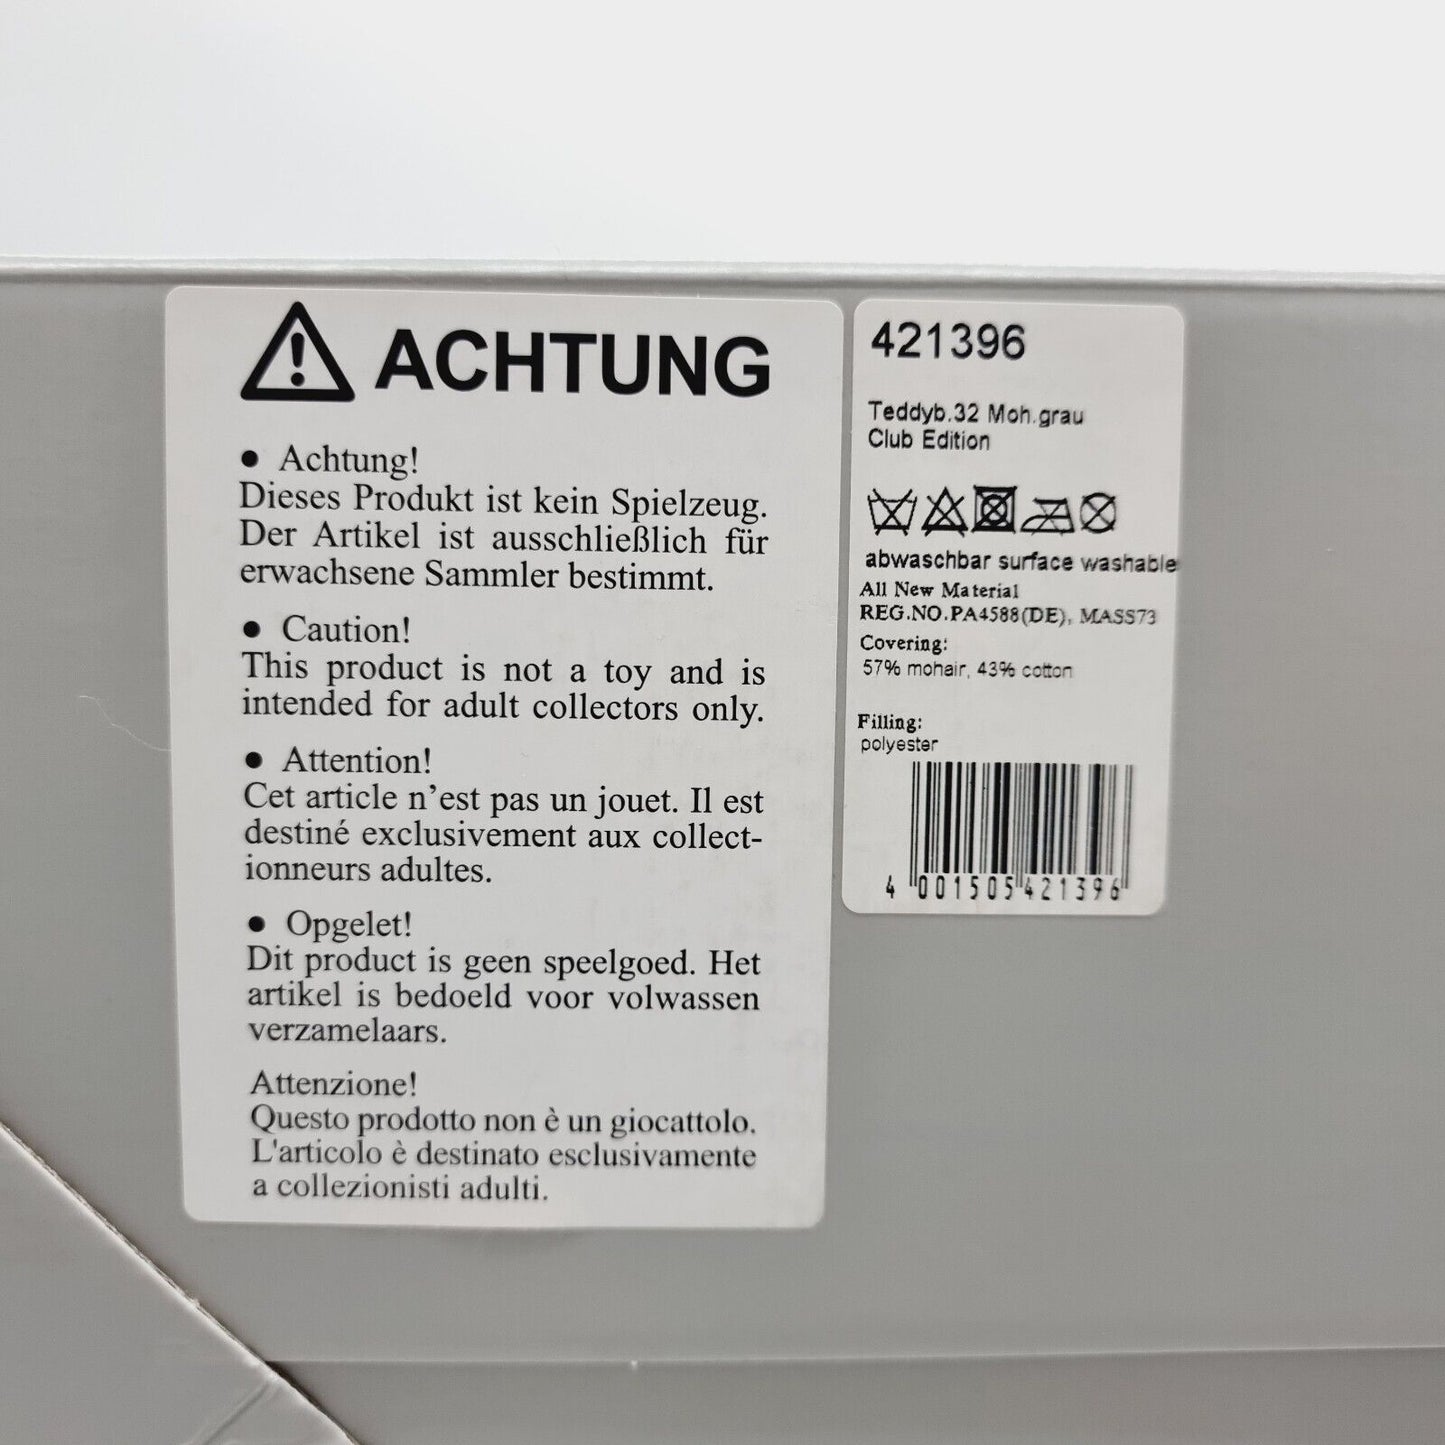 ACHTUNG
● Achtung!
Dieses Produkt ist kein Spielzeug.
Der Artikel ist ausschließlich für
erwachsene Sammler bestimmt.
● Caution!
This product is not a toy and is
intended for adult collectors only.
● Attention!
Cet article n’est pas un jouet. Il est
destiné exclusivement aux collect-
ionneurs adultes.
● Opgelet!
Dit product is geen speelgoed. Het
artikel is bedoeld voor volwassen
verzamelaars.
Attenzione!
Questo prodotto non è un giocattolo.
L'articolo è destinato esclusivamente
a collezionisti adulti.
421396
Teddyb.32 Moh.grau
Club Edition
abwaschbar surface washable
All New Material
REG.NO.PA4588(DE), MASS73
Covering:
57% mohair, 43% cotton
Filling:
polyester
4 001505 421396